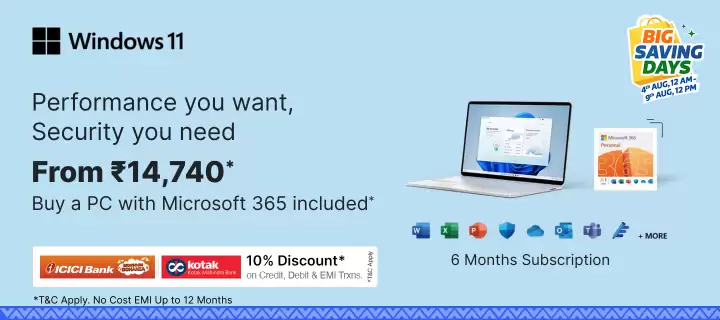 Windows 11
BIG
SAVING
DAYS
4th AUG, 12 AM-
9th AUG, 12 PM
Performance you want,
Security you need
From ₹14,740*
Buy a PC with Microsoft 365 included*
Microsoft 365
Personal
+ MORE
6 Months Subscription
ICICI Bank
kotak
Kotak Mahindra Bank
10% Discount*
on Credit, Debit & EMI Trxns.
*T&C Apply
*T&C Apply. No Cost EMI Up to 12 Months